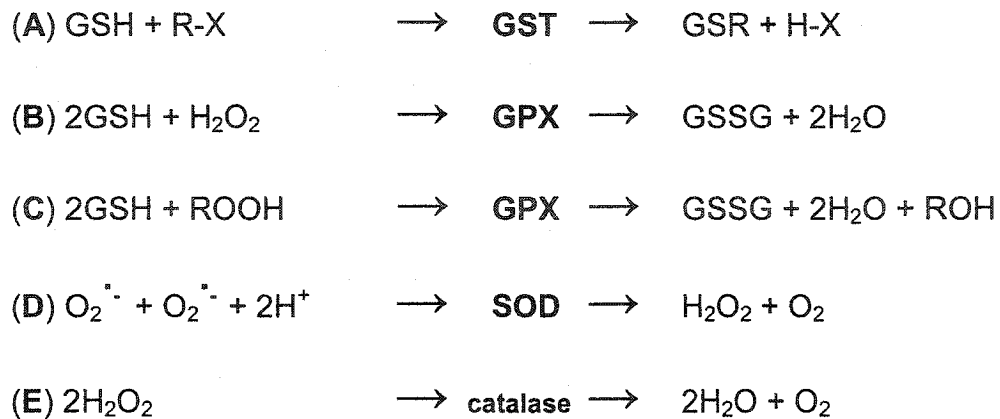 (A) GSH + R-X → GST → GSR + H-X
(B) 2GSH + H₂O₂ → GPX → GSSG + 2H₂O
(C) 2GSH + ROOH → GPX → GSSG + 2H₂O + ROH
(D) O₂˙⁻ + O₂˙⁻ + 2H⁺ → SOD → H₂O₂ + O₂
(E) 2H₂O₂ → catalase → 2H₂O + O₂